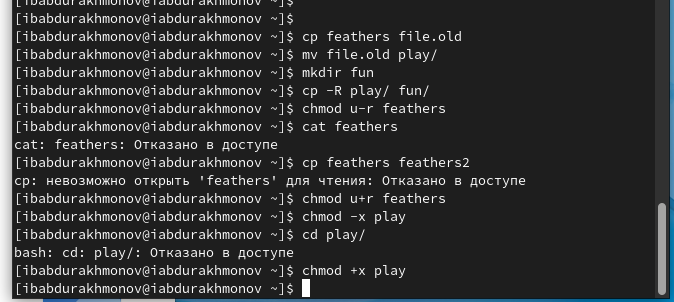 [ibabdurakhmonov@iabdurakhmonov ~]$
[ibabdurakhmonov@iabdurakhmonov ~]$
[ibabdurakhmonov@iabdurakhmonov ~]$ cp feathers file.old
[ibabdurakhmonov@iabdurakhmonov ~]$ mv file.old play/
[ibabdurakhmonov@iabdurakhmonov ~]$ mkdir fun
[ibabdurakhmonov@iabdurakhmonov ~]$ cp -R play/ fun/
[ibabdurakhmonov@iabdurakhmonov ~]$ chmod u-r feathers
[ibabdurakhmonov@iabdurakhmonov ~]$ cat feathers
cat: feathers: Отказано в доступе
[ibabdurakhmonov@iabdurakhmonov ~]$ cp feathers feathers2
cp: невозможно открыть 'feathers' для чтения: Отказано в доступе
[ibabdurakhmonov@iabdurakhmonov ~]$ chmod u+r feathers
[ibabdurakhmonov@iabdurakhmonov ~]$ chmod -x play
[ibabdurakhmonov@iabdurakhmonov ~]$ cd play/
bash: cd: play/: Отказано в доступе
[ibabdurakhmonov@iabdurakhmonov ~]$ chmod +x play
[ibabdurakhmonov@iabdurakhmonov ~]$